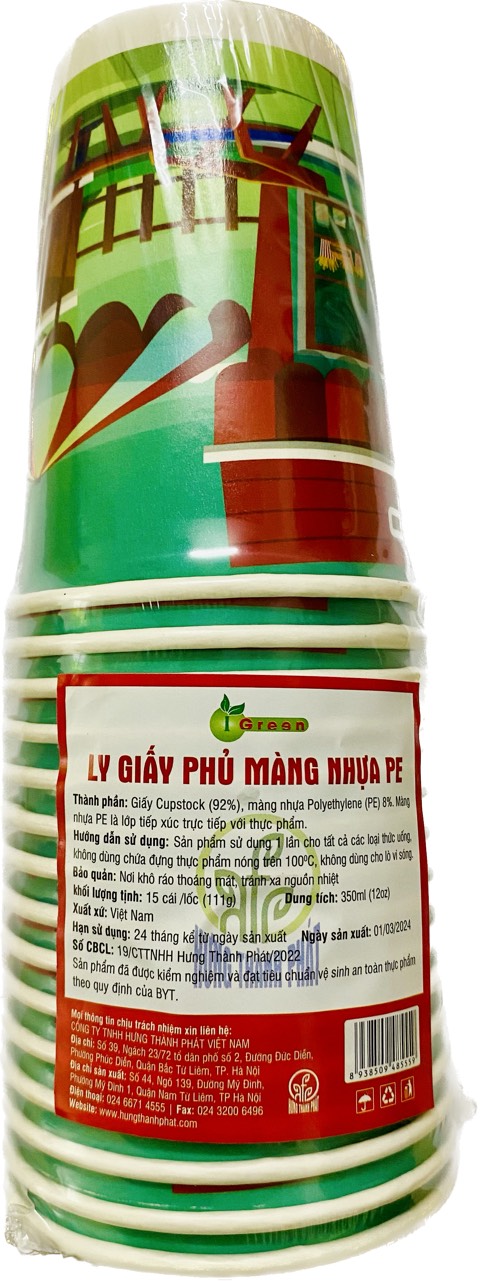 i Green
LY GIẤY PHỦ MÀNG NHỰA PE
Thành phần: Giấy Cupstock (92%), màng nhựa Polyethylene (PE) 8%. Màng
nhựa PE là lớp tiếp xúc trực tiếp với thực phẩm.
Hướng dẫn sử dụng: Sản phẩm sử dụng 1 lần cho tất cả các loại thức uống,
không dùng chứa đựng thực phẩm nóng trên 100ºC, không dùng cho lò vi sóng.
Bảo quản: Nơi khô ráo thoáng mát, tránh xa nguồn nhiệt
khối lượng tịnh: 15 cái /lốc (111g) Dung tích: 350ml (12oz)
Xuất xứ: Việt Nam
Hạn sử dụng: 24 tháng kể từ ngày sản xuất Ngày sản xuất: 01/03/2024
Số CBCL: 19/CTTNHH Hưng Thành Phát/2022
HƯNG THÀNH PHÁT
Sản phẩm đã được kiểm nghiệm và đạt tiêu chuẩn vệ sinh an toàn thực phẩm
theo quy định của BYT.
Mọi thông tin chịu trách nhiệm xin liên hệ:
CÔNG TY TNHH HƯNG THÀNH PHÁT VIỆT NAM
Địa chỉ: Số 39, Ngách 23/72 tổ dân phố số 2, Đường Đức Diễn,
Phường Phúc Diễn, Quận Bắc Từ Liêm, TP. Hà Nội
Địa chỉ sản xuất: Số 44, Ngõ 139, Đường Mỹ Đình,
Phường Mỹ Đình 1, Quận Nam Từ Liêm, TP Hà Nội
Điện thoại: 024 6671 4555 | Fax: 024 3200 6496
Website: www.hungthanhphat.com
HƯNG THÀNH PHÁT
8 938509 485559